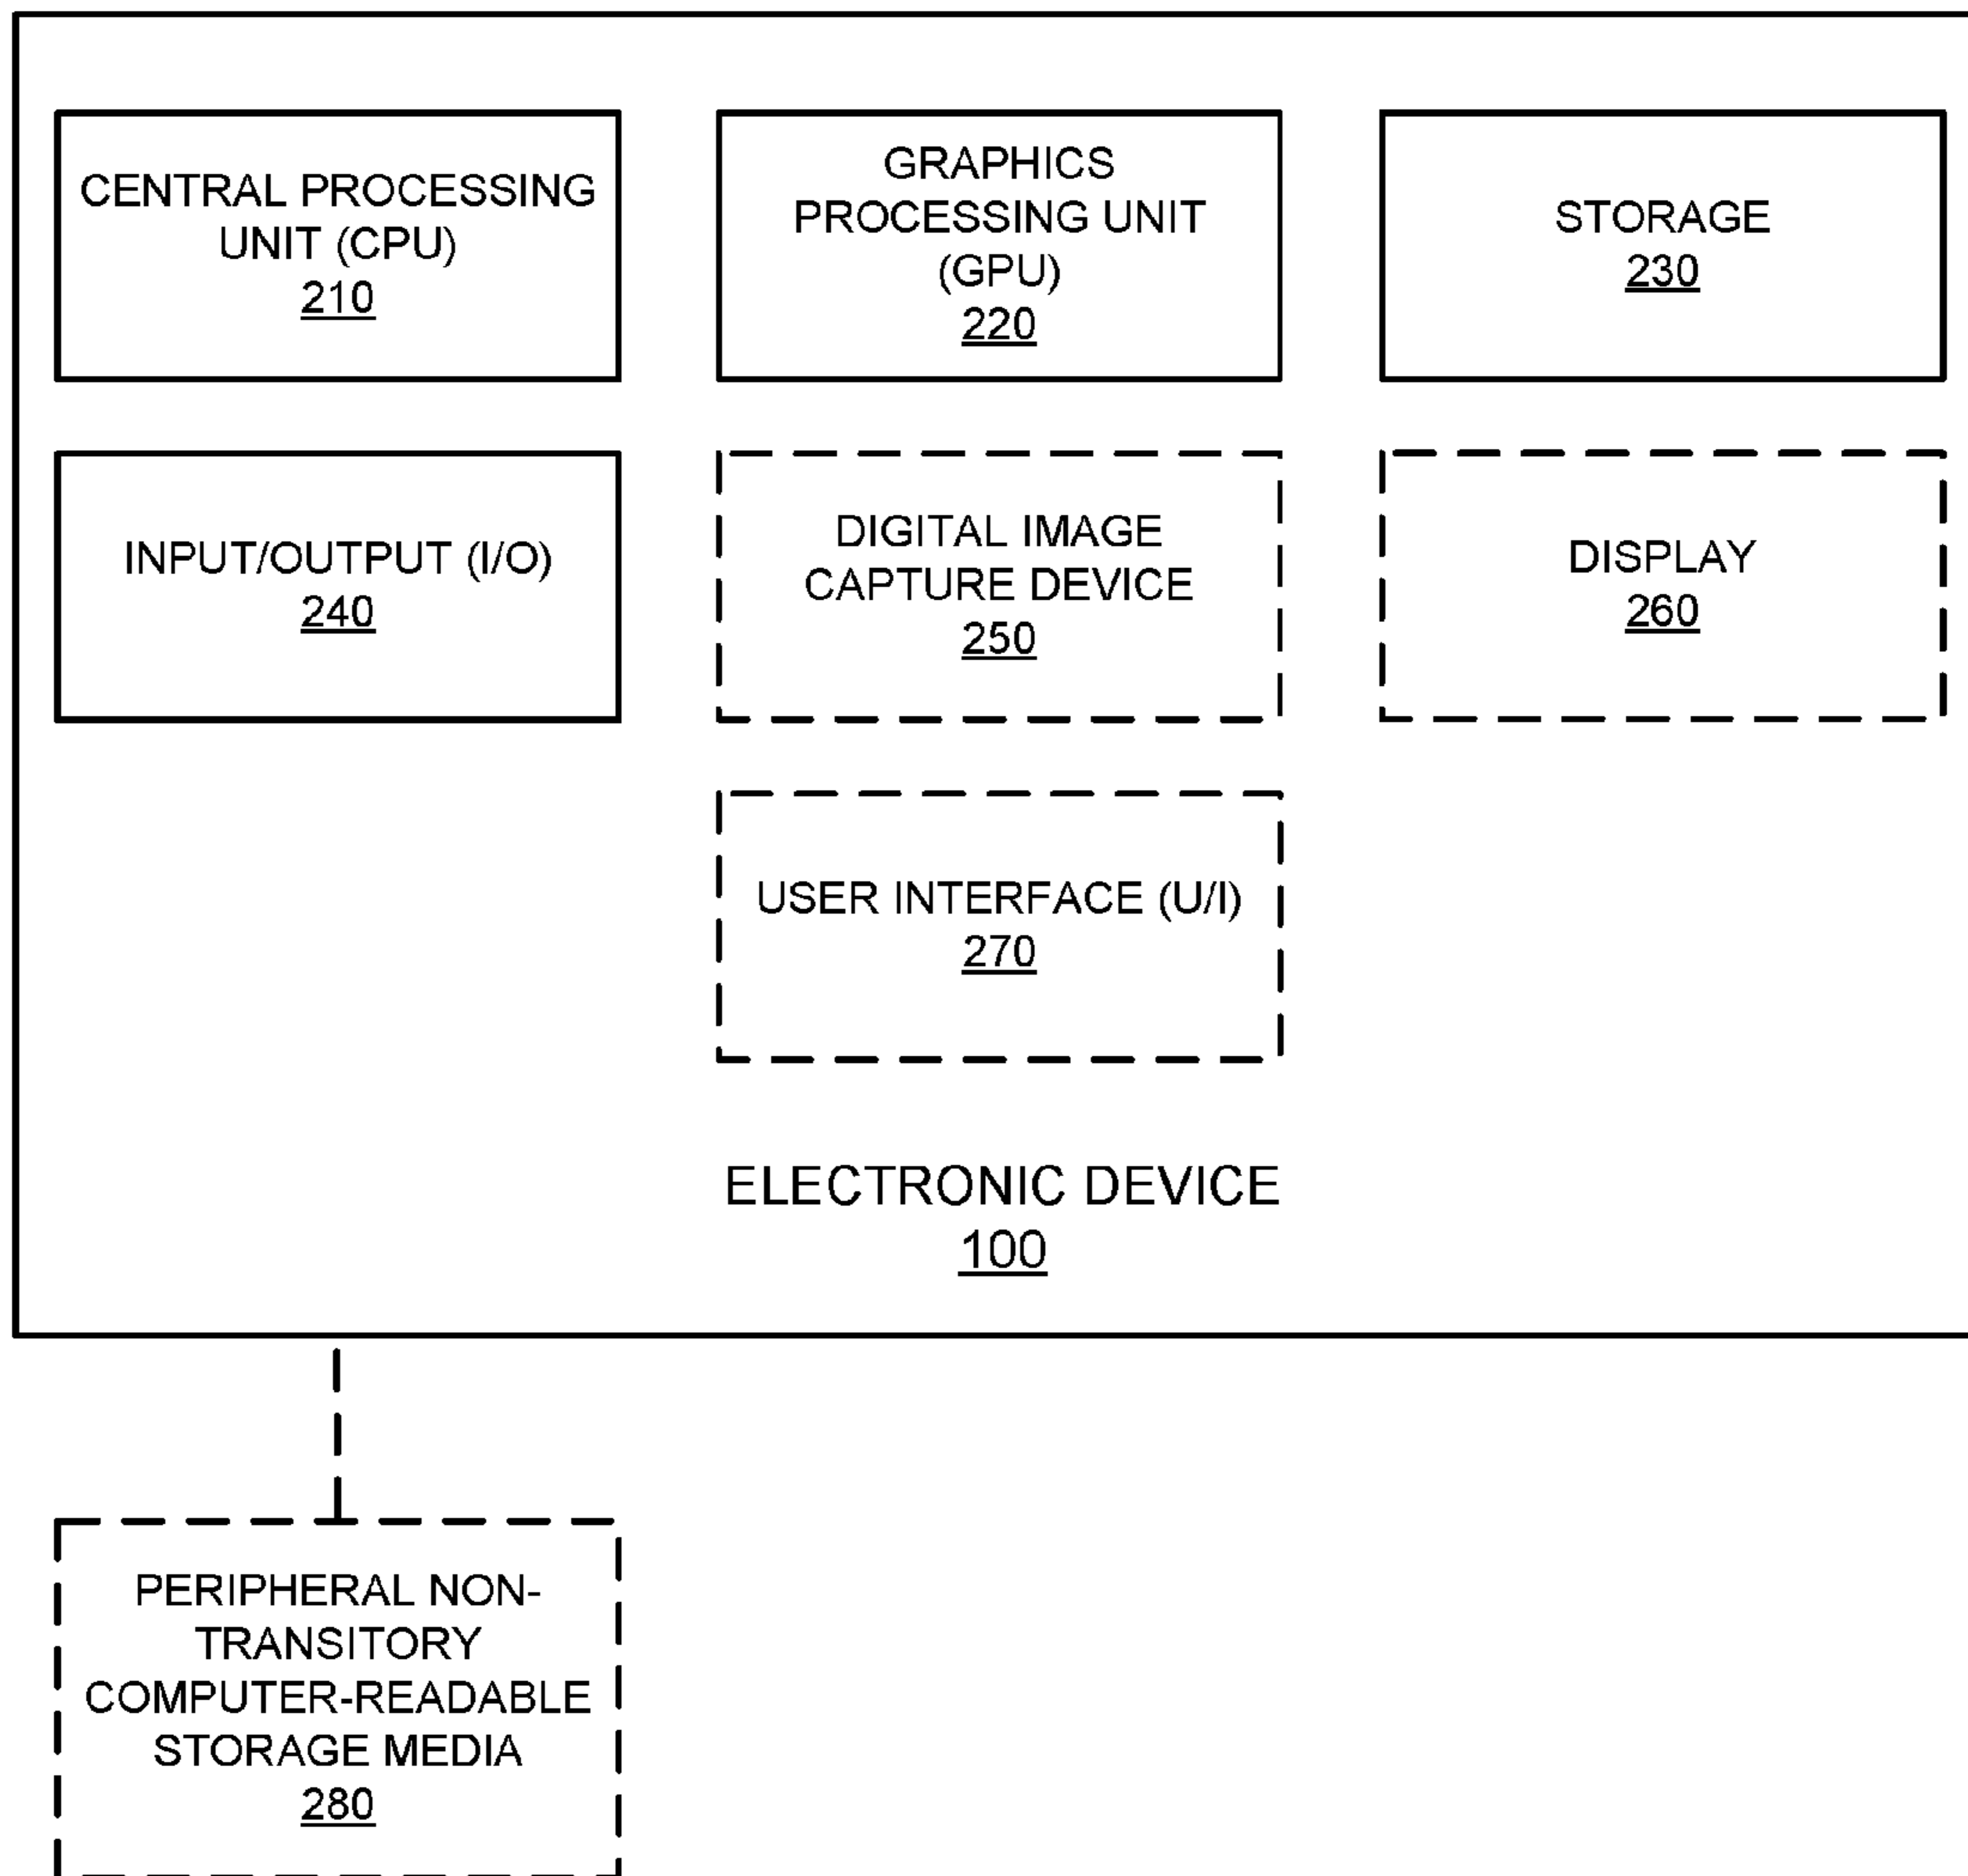 CENTRAL PROCESSING
UNIT (CPU)
210
GRAPHICS
PROCESSING UNIT
(GPU)
220
STORAGE
230
INPUT/OUTPUT (I/O)
240
DIGITAL IMAGE
CAPTURE DEVICE
250
DISPLAY
260
USER INTERFACE (U/I)
270
ELECTRONIC DEVICE
100
PERIPHERAL NON-
TRANSITORY
COMPUTER-READABLE
STORAGE MEDIA
280